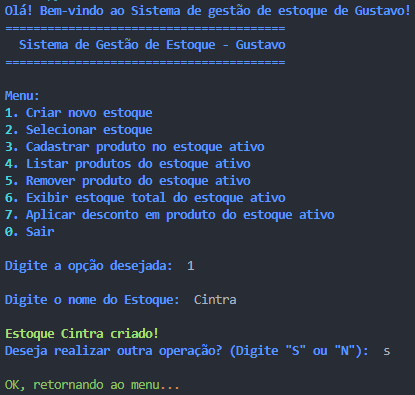 Olá! Bem-vindo ao Sistema de gestão de estoque de Gustavo!
========================================
Sistema de Gestão de Estoque - Gustavo
========================================
Menu:
1. Criar novo estoque
2. Selecionar estoque
3. Cadastrar produto no estoque ativo
4. Listar produtos do estoque ativo
5. Remover produto do estoque ativo
6. Exibir estoque total do estoque ativo
7. Aplicar desconto em produto do estoque ativo
0. Sair
Digite a opção desejada: 1
Digite o nome do Estoque: Cintra
Estoque Cintra criado!
Deseja realizar outra operação? (Digite "S" ou "N"): s
OK, retornando ao menu...